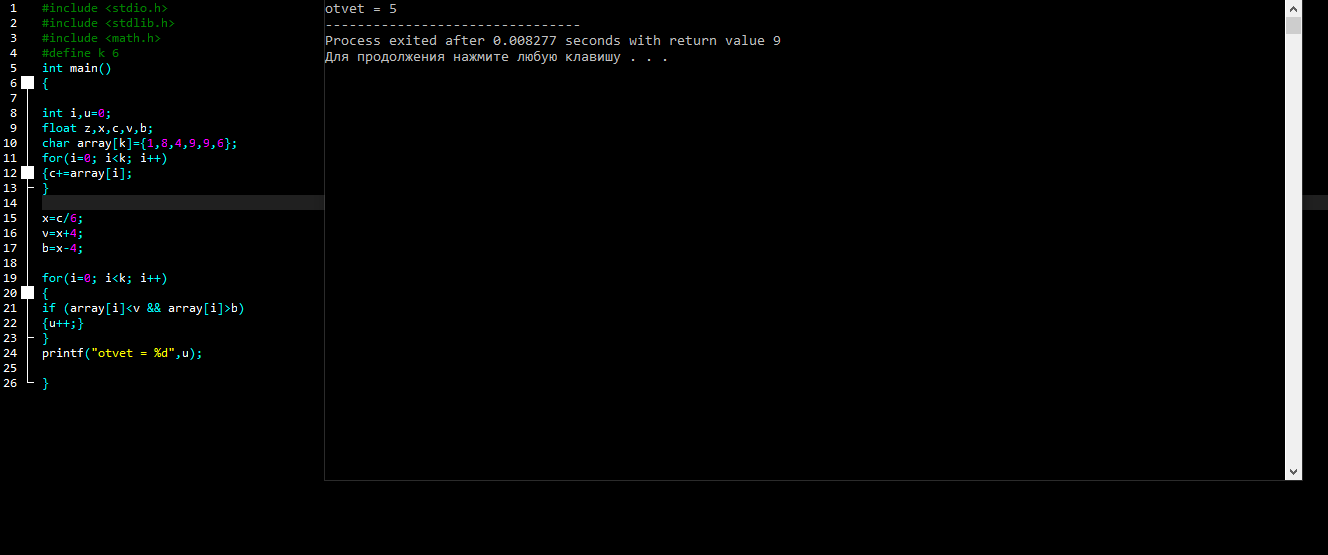 1 #include <stdio.h>
2 #include <stdlib.h>
3 #include <math.h>
4 #define k 6
5 int main()
6 {
7
8 int i,u=0;
9 float z,x,c,v,b;
10 char array[k]={1,8,4,9,9,6};
11 for(i=0; i<k; i++)
12 {c+=array[i];
13 }
14
15 x=c/6;
16 v=x+4;
17 b=x-4;
18
19 for(i=0; i<k; i++)
20 {
21 if (array[i]<v && array[i]>b)
22 {u++;}
23 }
24 printf("otvet = %d",u);
25
26 }
otvet = 5
--------------------------------
Process exited after 0.008277 seconds with return value 9
Для продолжения нажмите любую клавишу . . .